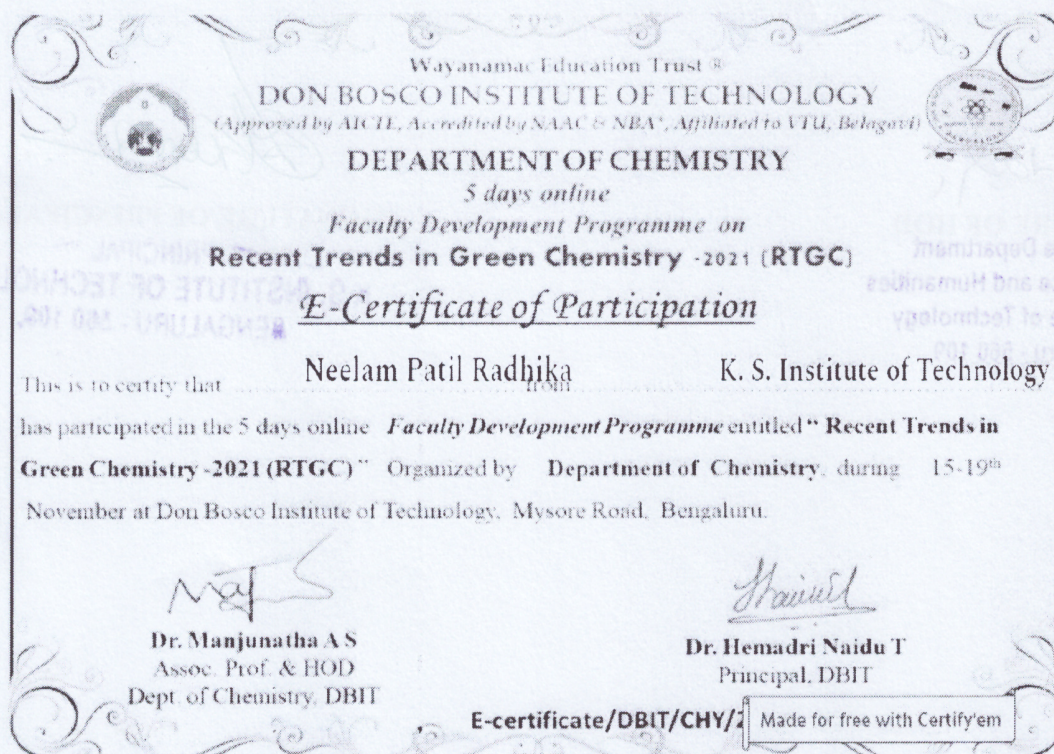 Wayanamac Education Trust ®
DON BOSCO INSTITUTE OF TECHNOLOGY
(Approved by AICTE, Accredited by NAAC & NBA*, Affiliated to VTU, Belagavi)
DEPARTMENT OF CHEMISTRY
5 days online
Faculty Development Programme on
Recent Trends in Green Chemistry -2021 (RTGC)
E-Certificate of Participation
This is to certify that Neelam Patil Radhika from K. S. Institute of Technology
has participated in the 5 days online Faculty Development Programme entitled “ Recent Trends in
Green Chemistry -2021 (RTGC) ” Organized by Department of Chemistry, during 15-19th
November at Don Bosco Institute of Technology, Mysore Road, Bengaluru.
Dr. Manjunatha A S
Assoc. Prof. & HOD
Dept. of Chemistry, DBIT
Dr. Hemadri Naidu T
Principal, DBIT
E-certificate/DBIT/CHY/2
Made for free with Certify'em